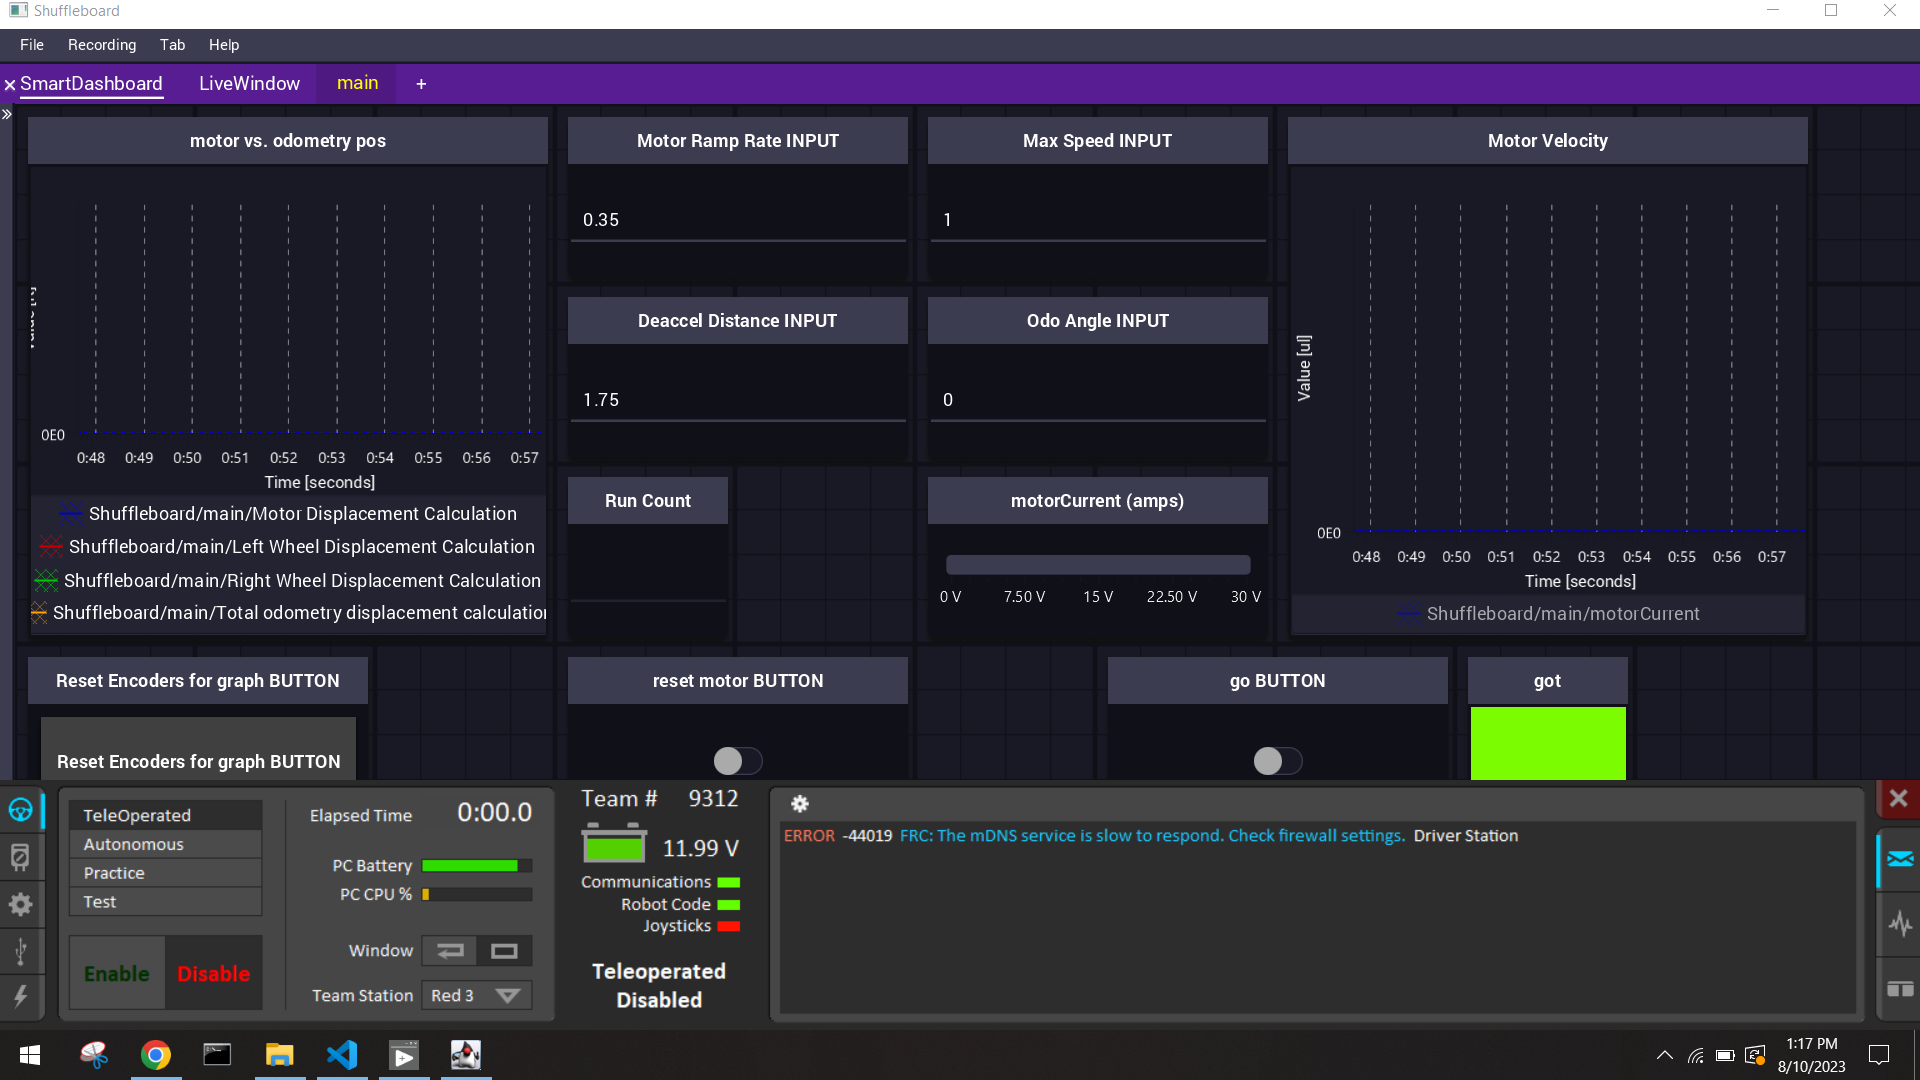 Shuffleboard
File Recording Tab Help
SmartDashboard LiveWindow main +
motor vs. odometry pos
0E0
0:48 0:49 0:50 0:51 0:52 0:53 0:54 0:55 0:56 0:57
Time [seconds]
Shuffleboard/main/Motor Displacement Calculation
Shuffleboard/main/Left Wheel Displacement Calculation
Shuffleboard/main/Right Wheel Displacement Calculation
Shuffleboard/main/Total odometry displacement calculation
Motor Ramp Rate INPUT
0.35
Max Speed INPUT
1
Deaccel Distance INPUT
1.75
Odo Angle INPUT
0
Run Count
motorCurrent (amps)
0 V 7.50 V 15 V 22.50 V 30 V
Motor Velocity
Value [ul]
0E0
0:48 0:49 0:50 0:51 0:52 0:53 0:54 0:55 0:56 0:57
Time [seconds]
Shuffleboard/main/motorCurrent
Reset Encoders for graph BUTTON
Reset Encoders for graph BUTTON
reset motor BUTTON
go BUTTON
got
TeleOperated
Autonomous
Practice
Test
Enable Disable
Elapsed Time 0:00.0
PC Battery
PC CPU %
Window
Team Station Red 3
Team # 9312
11.99 V
Communications
Robot Code
Joysticks
Teleoperated
Disabled
ERROR -44019 FRC: The mDNS service is slow to respond. Check firewall settings. Driver Station
1:17 PM
8/10/2023